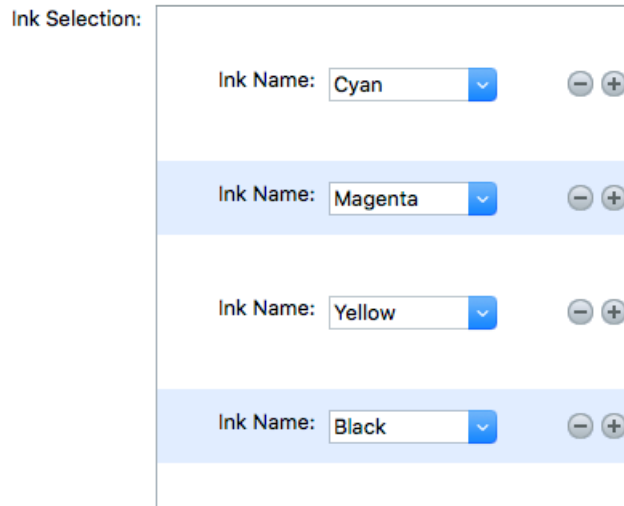 Ink Selection:
Ink Name: Cyan
Ink Name: Magenta
Ink Name: Yellow
Ink Name: Black